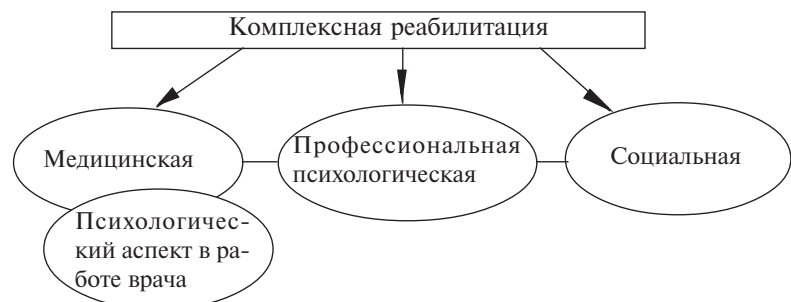 Комплексная реабилитация
Медицинская
Профессиональная
психологическая
Социальная
Психологичес-
кий аспект в ра-
боте врача